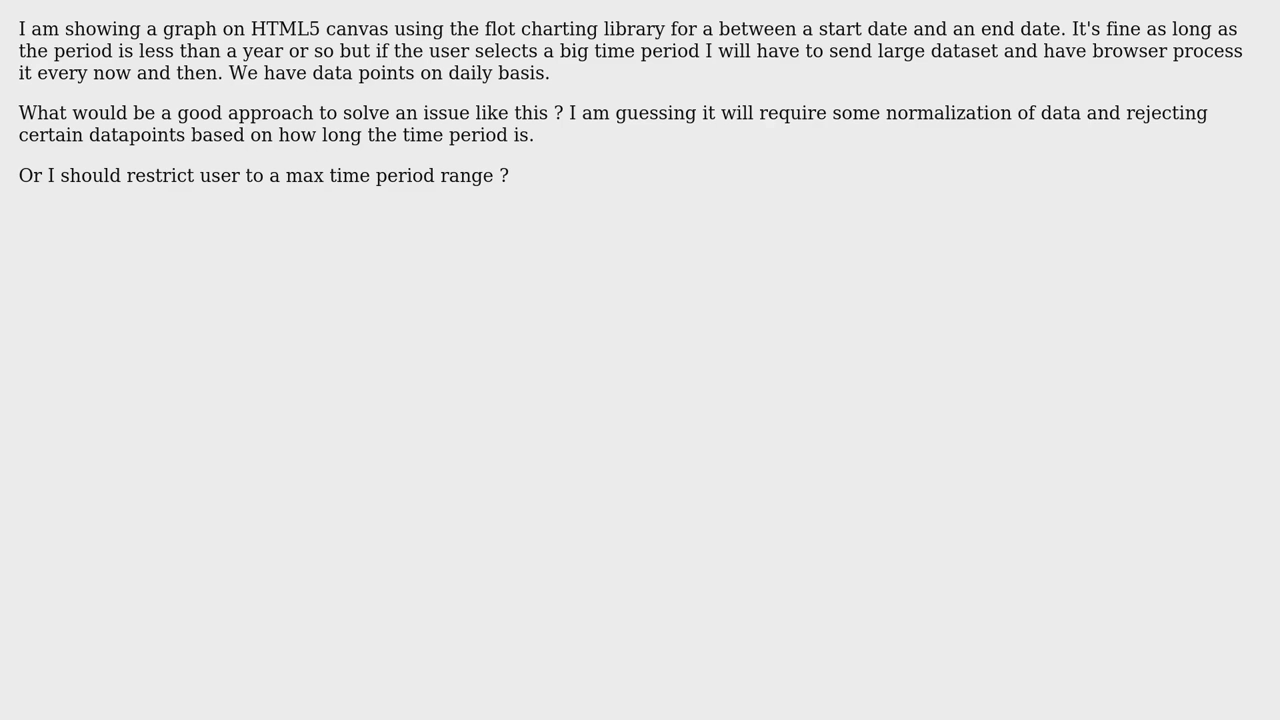 I am showing a graph on HTML5 canvas using the flot charting library for a between a start date and an end date. It's fine as long as
the period is less than a year or so but if the user selects a big time period I will have to send large dataset and have browser process
it every now and then. We have data points on daily basis.
What would be a good approach to solve an issue like this ? I am guessing it will require some normalization of data and rejecting
certain datapoints based on how long the time period is.
Or I should restrict user to a max time period range ?